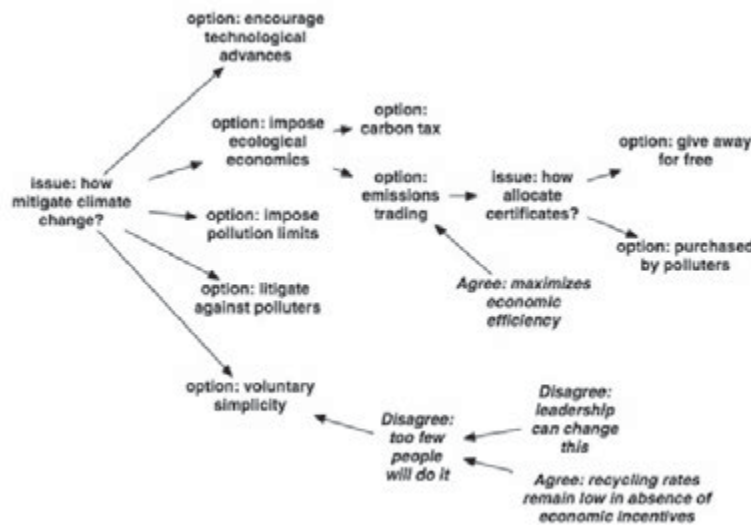 option: encourage
technological
advances
option: impose
ecological
economics
option:
carbon tax
option: give away
for free
issue: how
mitigate climate
change?
option:
emissions
trading
issue: how
allocate
certificates?
option: impose
pollution limits
option: purchased
by polluters
option: litigate
against polluters
Agree: maximizes
economic
efficiency
option: voluntary
simplicity
Disagree:
too few
people
will do it
Disagree:
leadership
can change
this
Agree: recycling rates
remain low in absence of
economic incentives